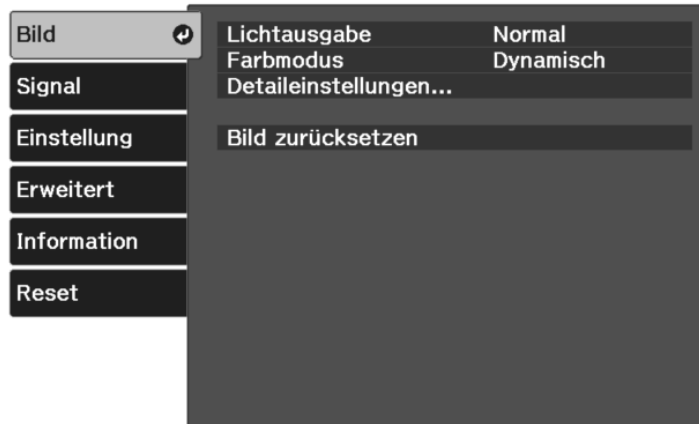 Bild
Signal
Einstellung
Erweitert
Information
Reset
Lichtausgabe Normal
Farbmodus Dynamisch
Detaileinstellungen...
Bild zurücksetzen